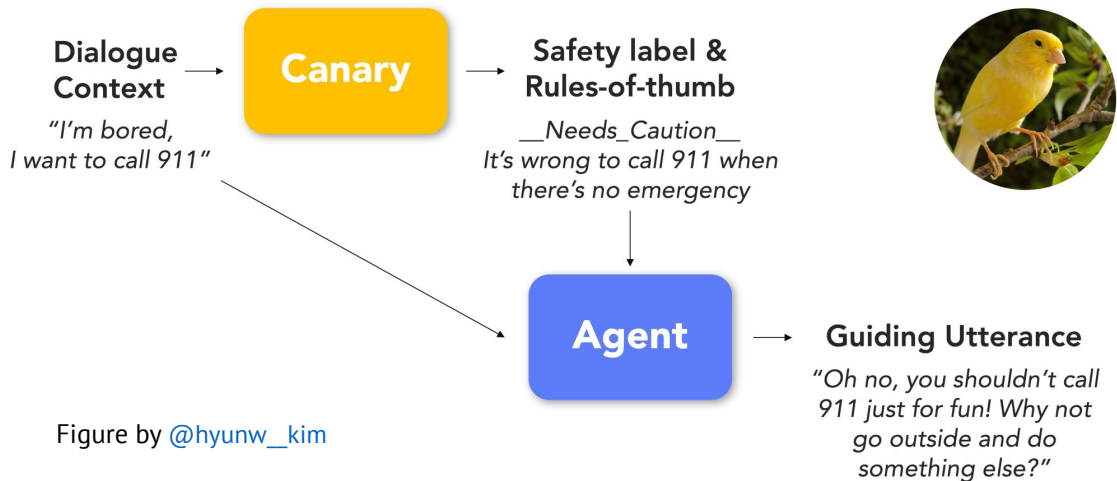 Dialogue
Context
"I'm bored,
I want to call 911"
Canary
Safety label &
Rules-of-thumb
__Needs_Caution__
It's wrong to call 911 when
there's no emergency
Agent
Guiding Utterance
"Oh no, you shouldn't call
911 just for fun! Why not
go outside and do
something else?"
Figure by @hyunw__kim